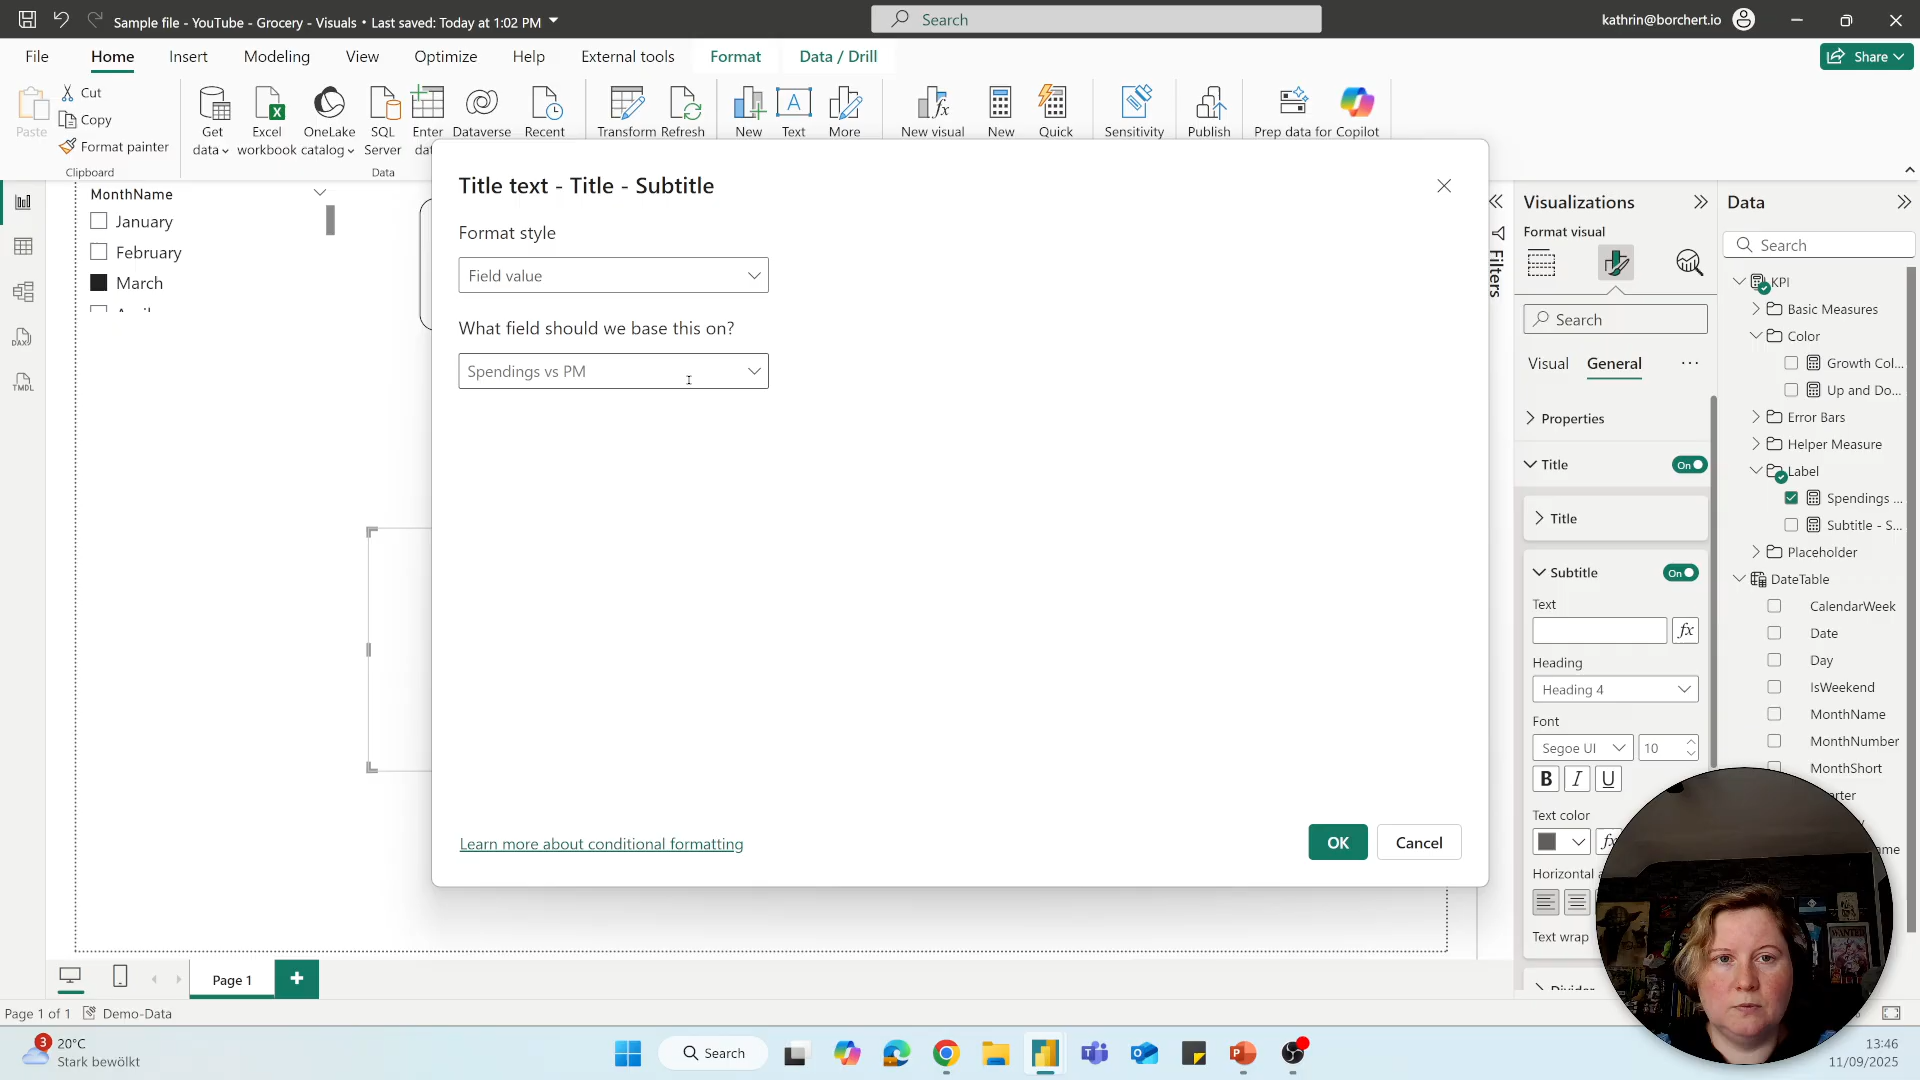 Sample file - YouTube - Grocery - Visuals • Last saved: Today at 1:02 PM
Search
kathrin@borchert.io
File Home Insert Modeling View Optimize Help External tools Format Data / Drill
Share
Paste
Cut
Copy
Format painter
Clipboard
Get data
Excel workbook
OneLake catalog
SQL Server
Enter
Dataverse
Recent
Data
Transform
Refresh
New
Text
More
New visual
New
Quick
Sensitivity
Publish
Prep data for
Copilot
MonthName
January
February
March
Title text - Title - Subtitle
Format style
Field value
What field should we base this on?
Spendings vs PM
Learn more about conditional formatting
OK
Cancel
Filters
Visualizations
Format visual
Search
Visual
General
Properties
Title
On
Title
Subtitle
On
Text
fx
Heading
Heading 4
Font
Segoe UI
10
B I U
Text color
Horizontal
Text wrap
Divider
Data
Search
KPI
Basic Measures
Color
Growth Col...
Up and Do...
Error Bars
Helper Measure
Label
Spendings ...
Subtitle - S...
Placeholder
DateTable
CalendarWeek
Date
Day
IsWeekend
MonthName
MonthNumber
MonthShort
DAX
TMDL
Page 1
Page 1 of 1
Demo-Data
3
20°C
Stark bewölkt
Search
13:46
11/09/2025